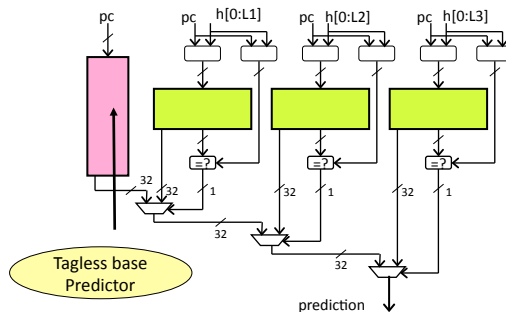 pc
pc h[0:L1]
pc h[0:L2]
pc h[0:L3]
=?
=?
=?
32
32
1
32
32
1
32
32
1
Tagless base
Predictor
prediction